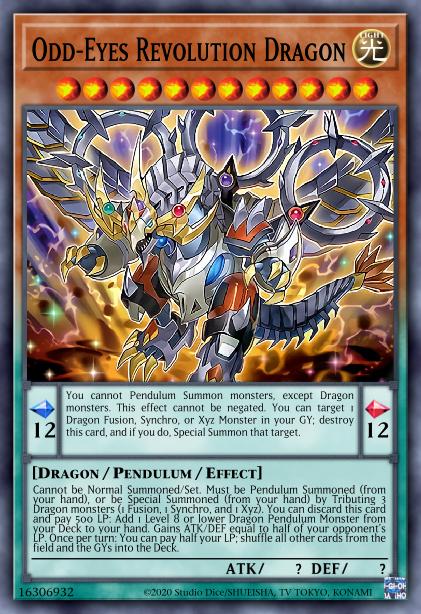 Odd-Eyes Revolution Dragon
LIGHT
光
You cannot Pendulum Summon monsters, except Dragon
monsters. This effect cannot be negated. You can target 1
Dragon Fusion, Synchro, or Xyz Monster in your GY; destroy
this card, and if you do, Special Summon that target.
12
12
[Dragon / Pendulum / Effect]
Cannot be Normal Summoned/Set. Must be Pendulum Summoned (from
your hand), or be Special Summoned (from your hand) by Tributing 3
Dragon monsters (1 Fusion, 1 Synchro, and 1 Xyz). You can discard this card
and pay 500 LP: Add 1 Level 8 or lower Dragon Pendulum Monster from
your Deck to your hand. Gains ATK/DEF equal to half of your opponent's
LP. Once per turn: You can pay half your LP; shuffle all other cards from the
field and the GYs into the Deck.
ATK/ ? DEF/ ?
16306932
©2020 Studio Dice/SHUEISHA, TV TOKYO, KONAMI